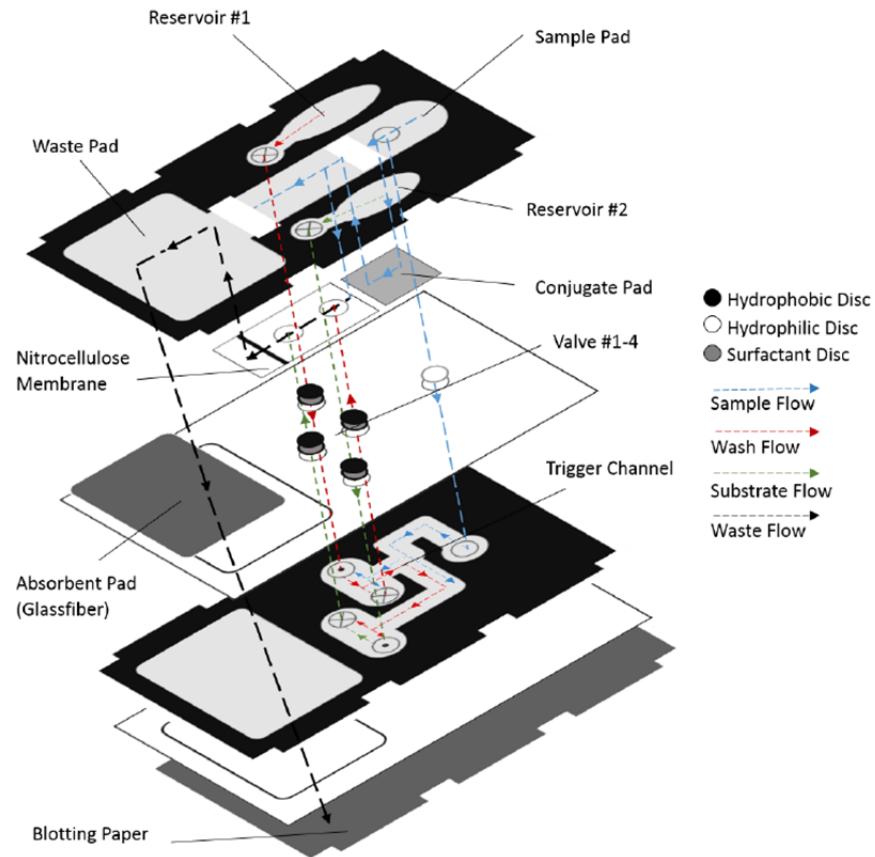 Reservoir #1
Sample Pad
Waste Pad
Reservoir #2
Conjugate Pad
Hydrophobic Disc
Hydrophilic Disc
Surfactant Disc
Valve #1-4
Nitrocellulose
Membrane
Sample Flow
Wash Flow
Trigger Channel
Substrate Flow
Waste Flow
Absorbent Pad
(Glassfiber)
Blotting Paper